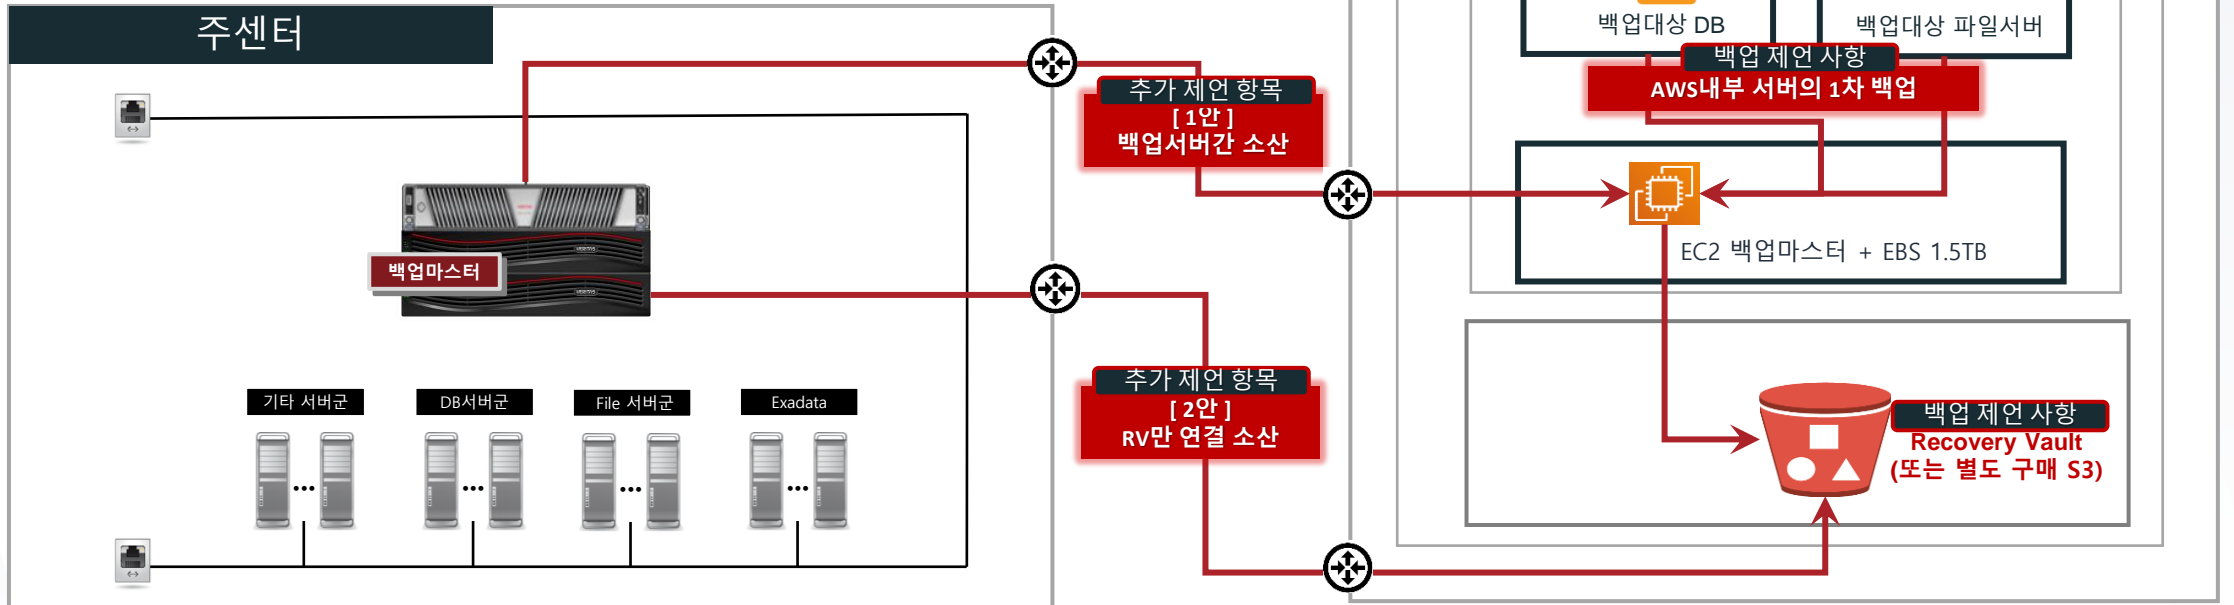 주센터
백업대상 DB
백업대상 파일서버
백업 제언 사항
AWS내부 서버의 1차 백업
추가 제언 항목
[ 1안 ]
백업서버간 소산
백업마스터
EC2 백업마스터 + EBS 1.5TB
추가 제언 항목
[ 2안 ]
RV만 연결 소산
기타 서버군
DB서버군
File 서버군
Exadata
백업 제언 사항
Recovery Vault
(또는 별도 구매 S3)